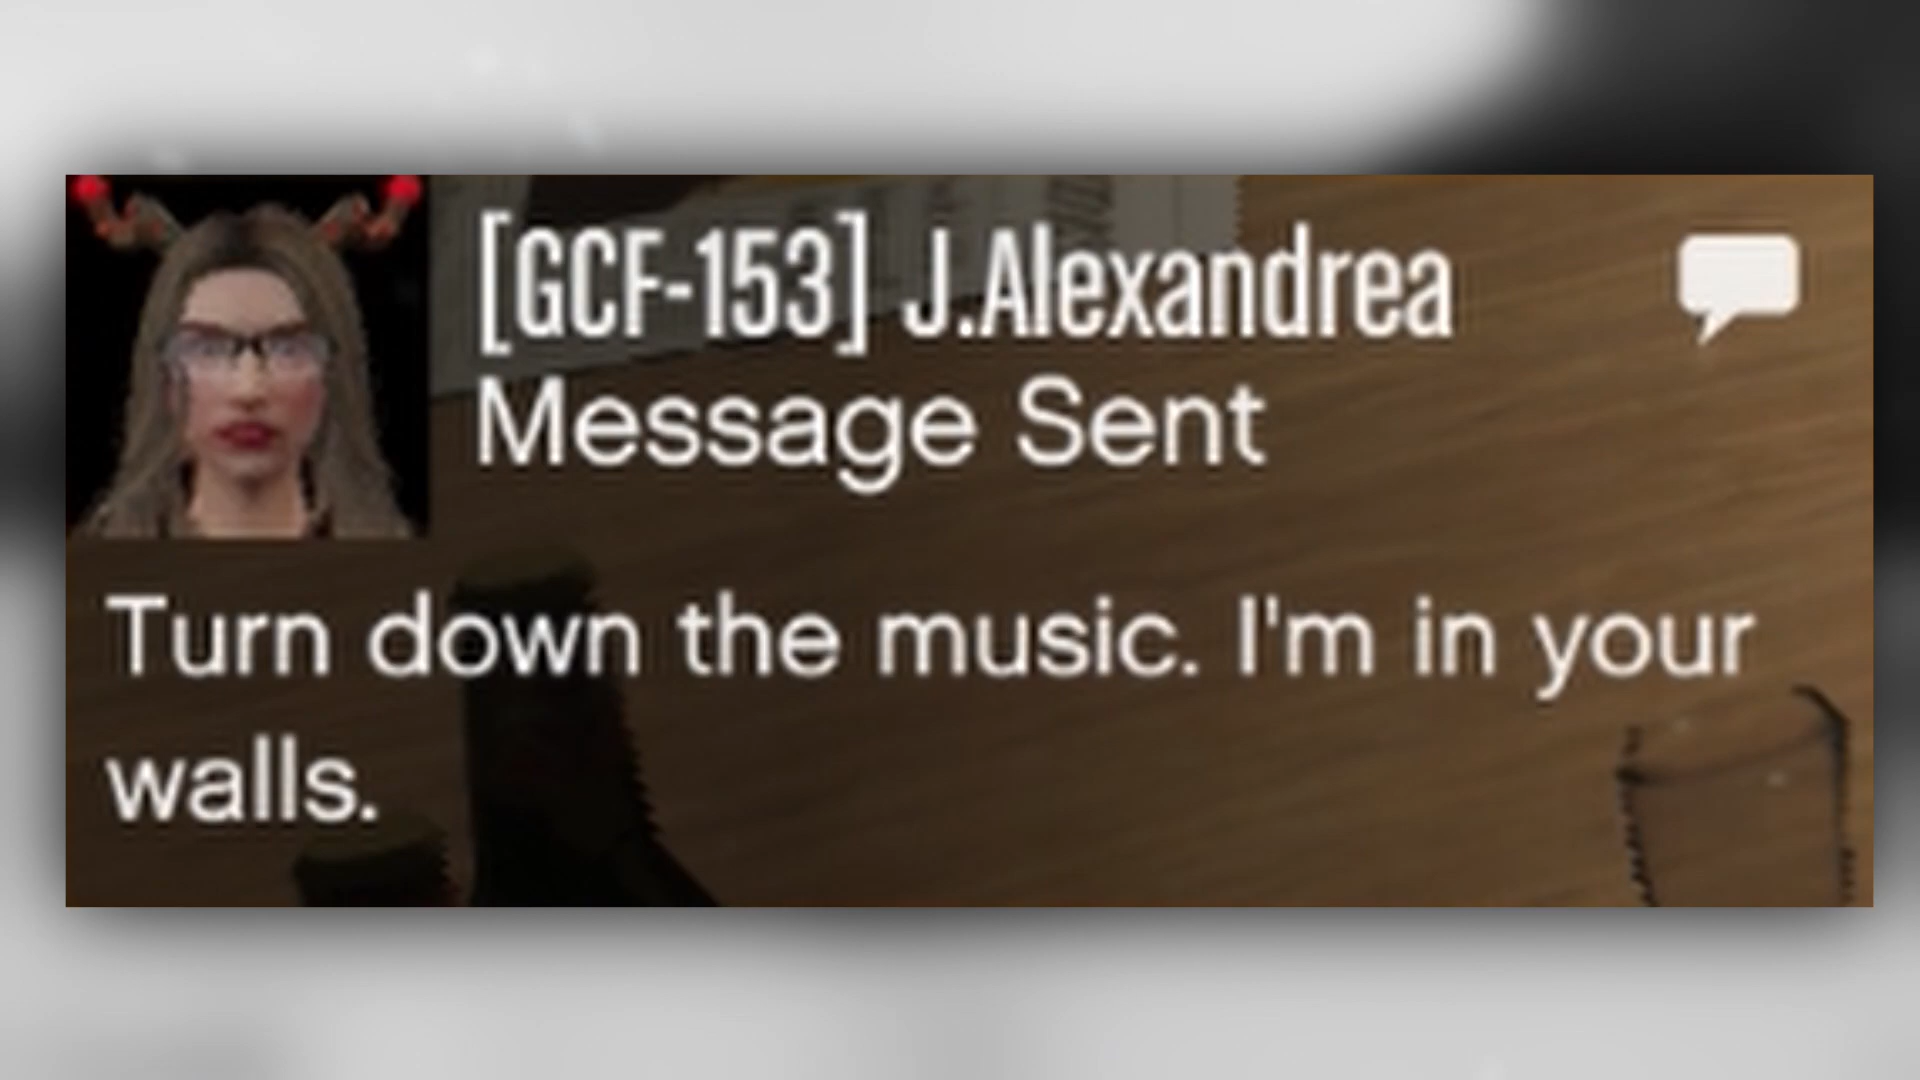 [GCF-153] J.Alexandrea
Message Sent
Turn down the music. I'm in your
walls.